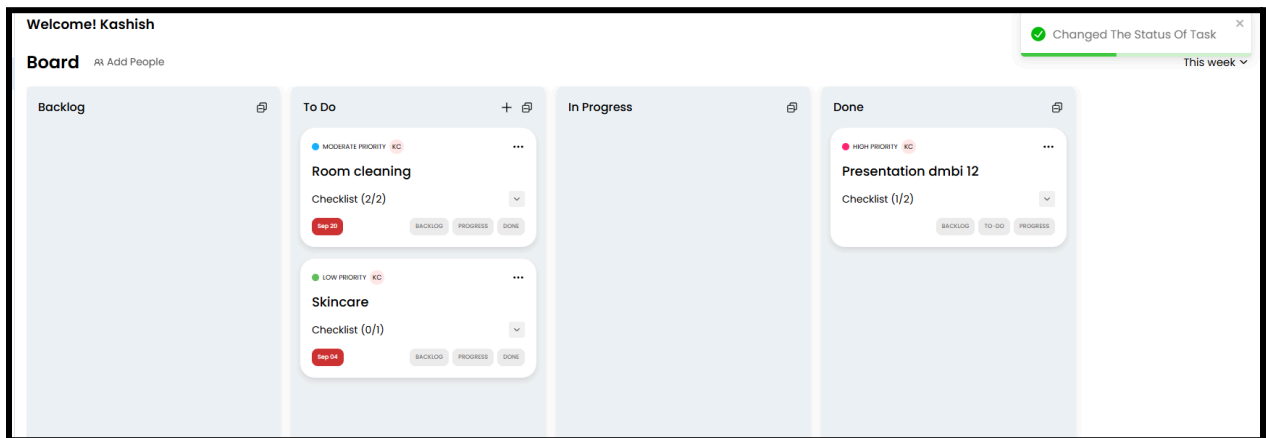 Welcome! Kashish
Changed The Status Of Task
Board Add People
This week
Backlog
To Do
MODERATE PRIORITY KC
Room cleaning
Checklist (2/2)
Sep 20 BACKLOG PROGRESS DONE
LOW PRIORITY KC
Skincare
Checklist (0/1)
Sep 04 BACKLOG PROGRESS DONE
In Progress
Done
HIGH PRIORITY KC
Presentation dmbi 12
Checklist (1/2)
BACKLOG TO-DO PROGRESS